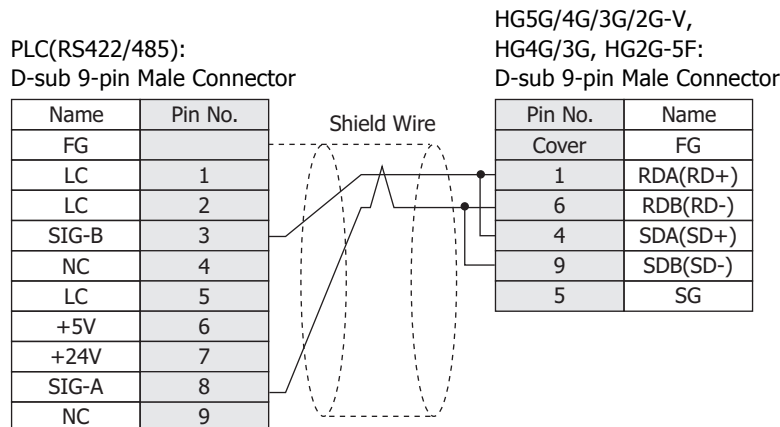 PLC(RS422/485):
D-sub 9-pin Male Connector
Name Pin No.
FG
LC 1
LC 2
SIG-B 3
NC 4
LC 5
+5V 6
+24V 7
SIG-A 8
NC 9
Shield Wire
HG5G/4G/3G/2G-V,
HG4G/3G, HG2G-5F:
D-sub 9-pin Male Connector
Pin No. Name
Cover FG
1 RDA(RD+)
6 RDB(RD-)
4 SDA(SD+)
9 SDB(SD-)
5 SG